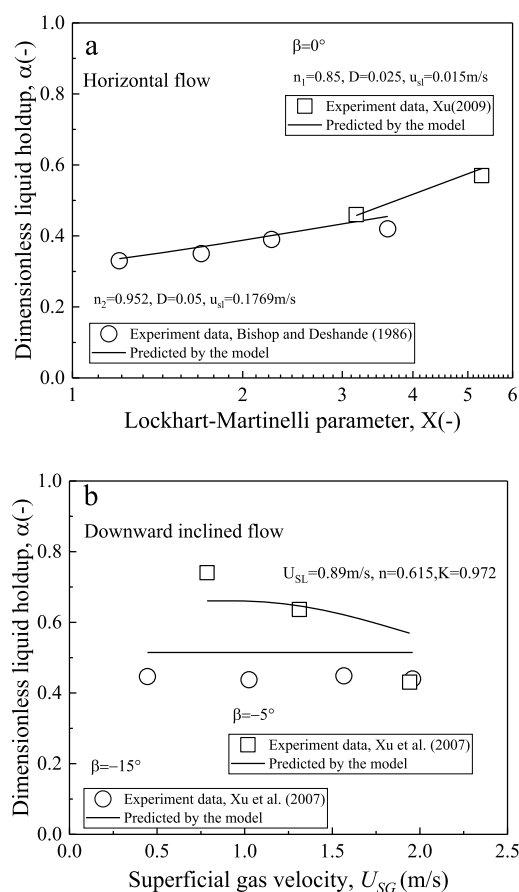 a
β=0°
n1=0.85, D=0.025, usl=0.015m/s
Horizontal flow
Experiment data, Xu(2009)
Predicted by the model
n2=0.952, D=0.05, usl=0.1769m/s
Experiment data, Bishop and Deshande (1986)
Predicted by the model
Dimensionless liquid holdup, α(-)
1.0
0.8
0.6
0.4
0.2
0.0
1 2 3 4 5 6
Lockhart-Martinelli parameter, X(-)
b
Downward inclined flow
USL=0.89m/s, n=0.615,K=0.972
β=−5°
Experiment data, Xu et al. (2007)
Predicted by the model
β=−15°
Experiment data, Xu et al. (2007)
Predicted by the model
Dimensionless liquid holdup, α(-)
1.0
0.8
0.6
0.4
0.2
0.0
0.0 0.5 1.0 1.5 2.0 2.5
Superficial gas velocity, USG (m/s)